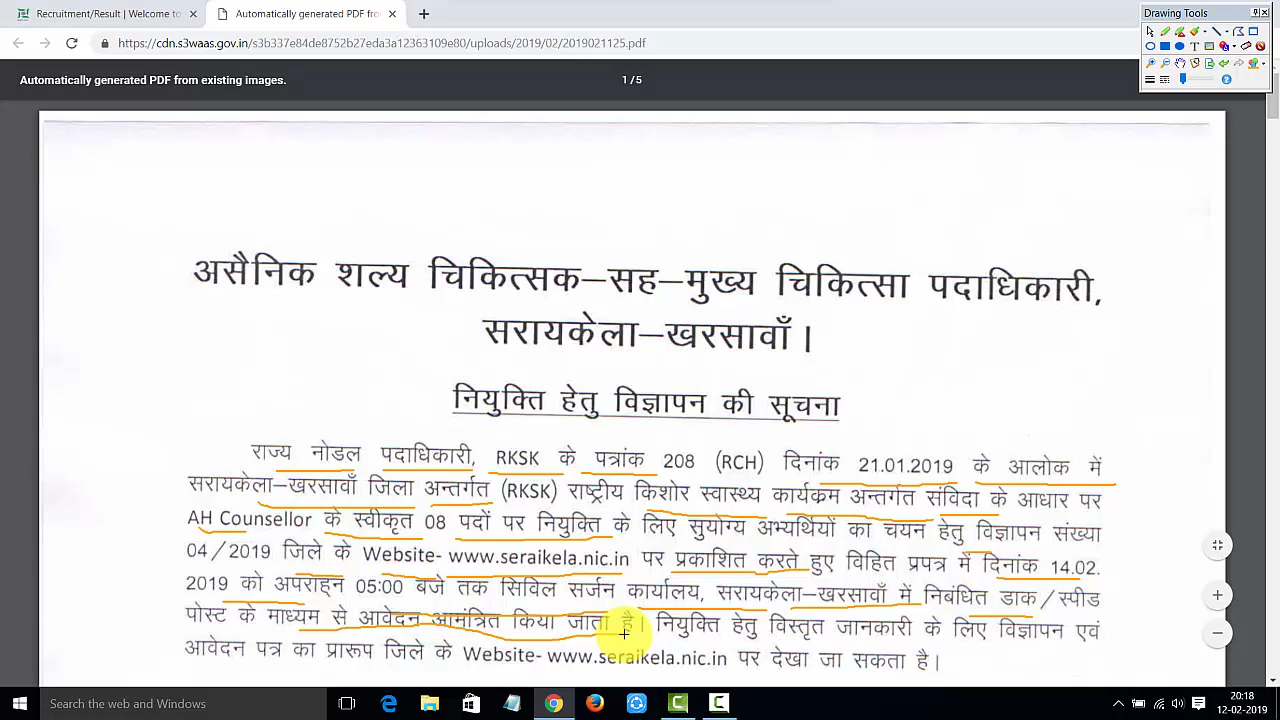 Recruitment/Result | Welcome to
Automatically generated PDF from
Drawing Tools
https://cdn.s3waas.gov.in/s3b337e84de8752b27eda3a12363109e80/uploads/2019/02/2019021125.pdf
Automatically generated PDF from existing images.
1 / 5
असैनिक शल्य चिकित्सक–सह–मुख्य चिकित्सा पदाधिकारी,
सरायकेला–खरसावाँ।
नियुक्ति हेतु विज्ञापन की सूचना
राज्य नोडल पदाधिकारी, RKSK के पत्रांक 208 (RCH) दिनांक 21.01.2019 के आलोक में
सरायकेला–खरसावाँ जिला अन्तर्गत (RKSK) राष्ट्रीय किशोर स्वास्थ्य कार्यक्रम अन्तर्गत संविदा के आधार पर
AH Counsellor के स्वीकृत 08 पदों पर नियुक्ति के लिए सुयोग्य अभ्यर्थियों का चयन हेतु विज्ञापन संख्या
04/2019 जिले के Website- www.seraikela.nic.in पर प्रकाशित करते हुए विहित प्रपत्र में दिनांक 14.02.
2019 को अपराह्न 05:00 बजे तक सिविल सर्जन कार्यालय, सरायकेला–खरसावाँ में निबंधित डाक/स्पीड
पोस्ट के माध्यम से आवेदन आमंत्रित किया जाता है। नियुक्ति हेतु विस्तृत जानकारी के लिए विज्ञापन एवं
आवेदन पत्र का प्रारूप जिले के Website- www.seraikela.nic.in पर देखा जा सकता है।
Search the web and Windows
20:18
12-02-2019